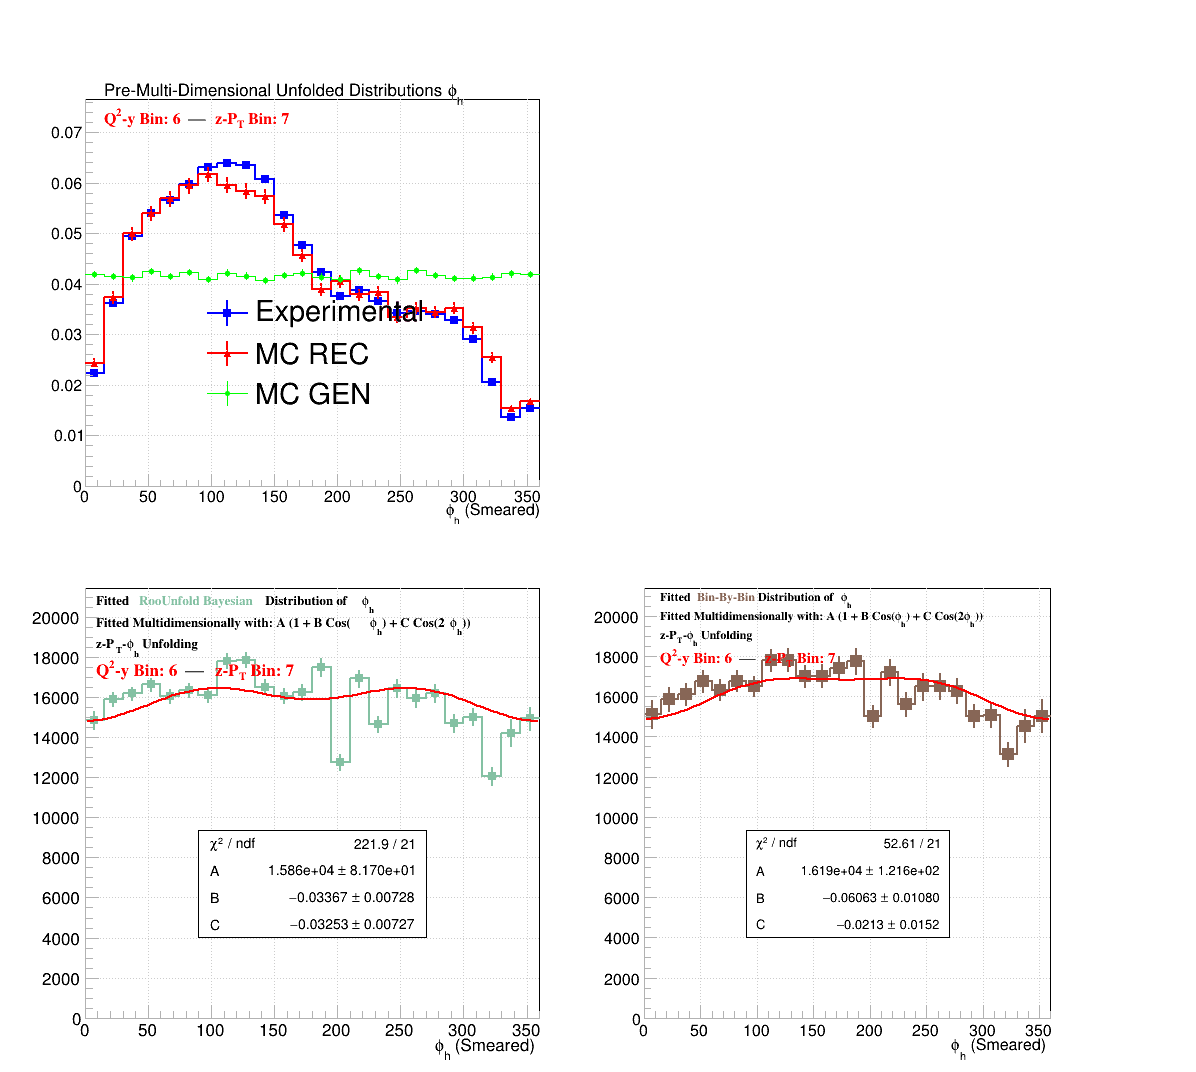 Pre-Multi-Dimensional Unfolded Distributions ϕh
Q2-y Bin: 6 — z-PT Bin: 7
0.07
0.06
0.05
0.04
0.03
0.02
0.01
0
Experimental
MC REC
MC GEN
0 50 100 150 200 250 300 350
ϕh (Smeared)
Fitted RooUnfold Bayesian Distribution of ϕh
Fitted Multidimensionally with: A (1 + B Cos( ϕh) + C Cos(2 ϕh))
z-PT-ϕh Unfolding
Q2-y Bin: 6 — z-PT Bin: 7
20000
18000
16000
14000
12000
10000
8000
6000
4000
2000
0
χ2 / ndf 221.9 / 21
A 1.586e+04 ± 8.170e+01
B −0.03367 ± 0.00728
C −0.03253 ± 0.00727
0 50 100 150 200 250 300 350
ϕh (Smeared)
Fitted Bin-By-Bin Distribution of ϕh
Fitted Multidimensionally with: A (1 + B Cos(ϕh) + C Cos(2ϕh))
z-PT-ϕh Unfolding
Q2-y Bin: 6 — z-PT Bin: 7
20000
18000
16000
14000
12000
10000
8000
6000
4000
2000
0
χ2 / ndf 52.61 / 21
A 1.619e+04 ± 1.216e+02
B −0.06063 ± 0.01080
C −0.0213 ± 0.0152
0 50 100 150 200 250 300 350
ϕh (Smeared)